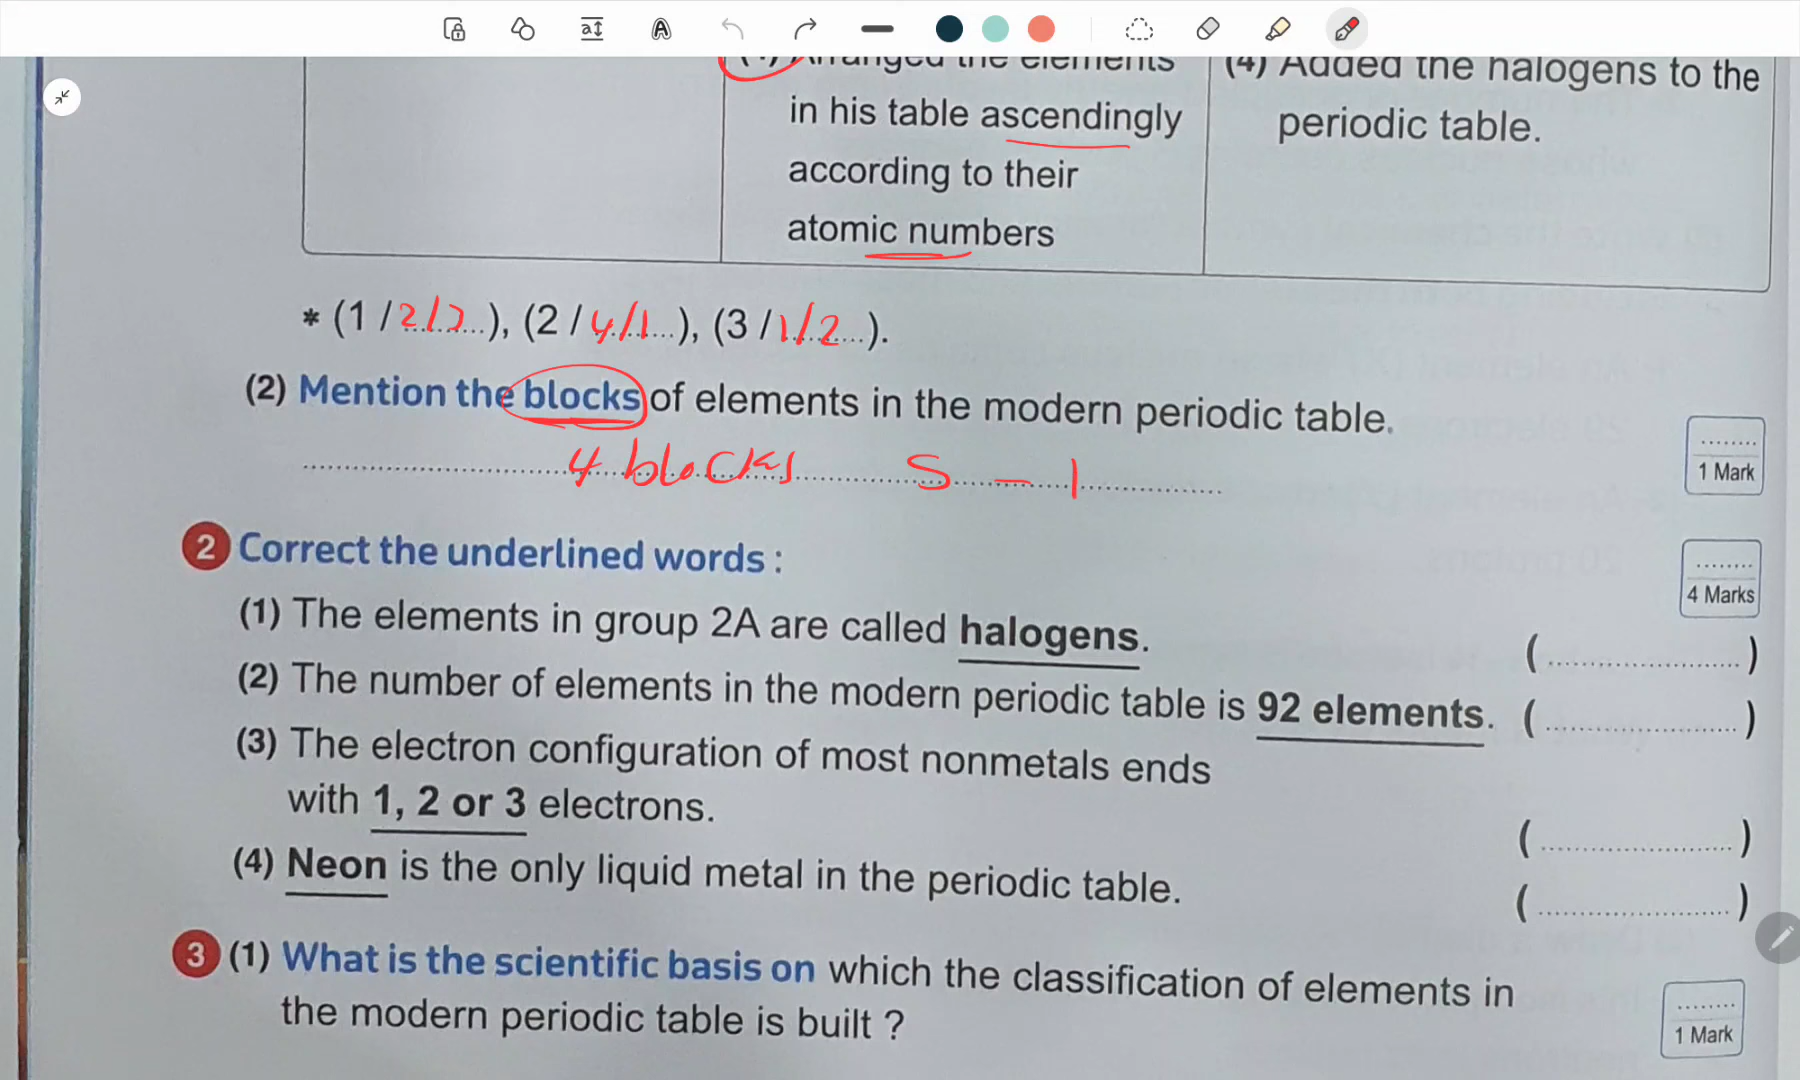 (4) Added the halogens to the
in his table ascendingly
periodic table.
according to their
atomic numbers
* (1 / 2/3 ), (2 / 4/1 ), (3 / 1/2 ).
(2) Mention the blocks of elements in the modern periodic table.
4 blocks S –
1 Mark
2 Correct the underlined words :
4 Marks
(1) The elements in group 2A are called halogens. ( )
(2) The number of elements in the modern periodic table is 92 elements. ( )
(3) The electron configuration of most nonmetals ends
with 1, 2 or 3 electrons. ( )
(4) Neon is the only liquid metal in the periodic table. ( )
3 (1) What is the scientific basis on which the classification of elements in
the modern periodic table is built ?
1 Mark